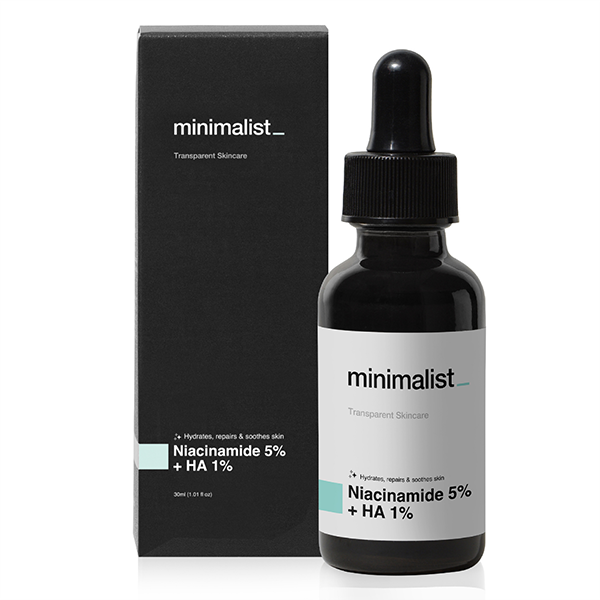 minimalist_
Transparent Skincare
Hydrates, repairs & soothes skin
Niacinamide 5%
+ HA 1%
30ml (1.01 fl oz)
minimalist_
Transparent Skincare
Hydrates, repairs & soothes skin
Niacinamide 5%
+ HA 1%